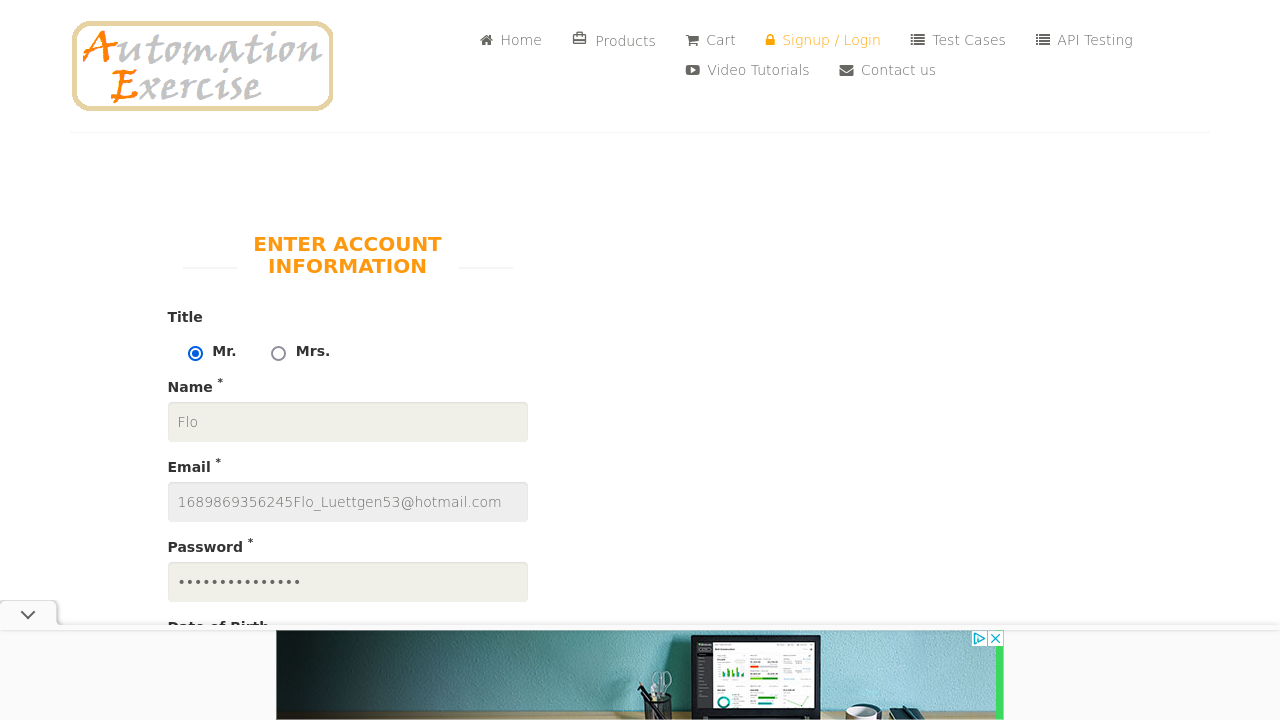 Automation
Exercise
Home
Products
Cart
Signup / Login
Test Cases
API Testing
Video Tutorials
Contact us
ENTER ACCOUNT
INFORMATION
Title
Mr.
Mrs.
Name *
Flo
Email *
1689869356245Flo_Luettgen53@hotmail.com
Password *
•••••••••••••••
Date of Birth